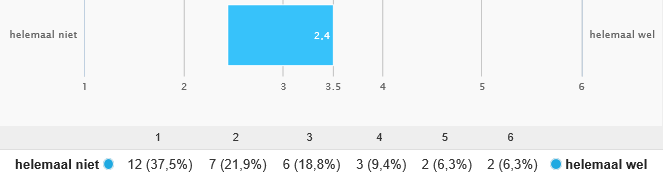 helemaal niet 2,4 helemaal wel
1 2 3 3.5 4 5 6
1 2 3 4 5 6
helemaal niet 12 (37,5%) 7 (21,9%) 6 (18,8%) 3 (9,4%) 2 (6,3%) 2 (6,3%) helemaal wel